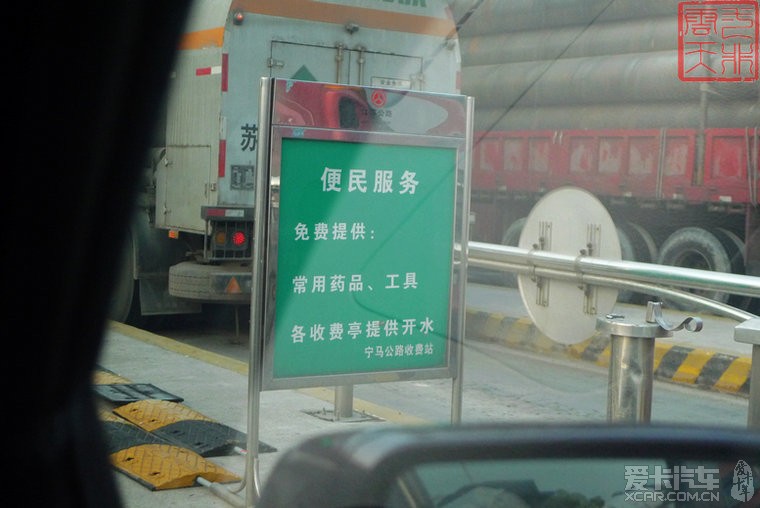 苏
便民服务
免费提供：
常用药品、工具
各收费亭提供开水
宁马公路收费站
爱卡汽车
XCAR.COM.CN